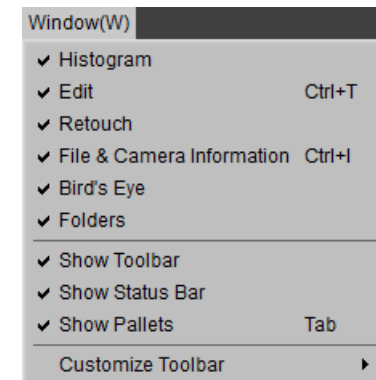 Window(W)
Histogram
Edit Ctrl+T
Retouch
File & Camera Information Ctrl+I
Bird's Eye
Folders
Show Toolbar
Show Status Bar
Show Pallets Tab
Customize Toolbar